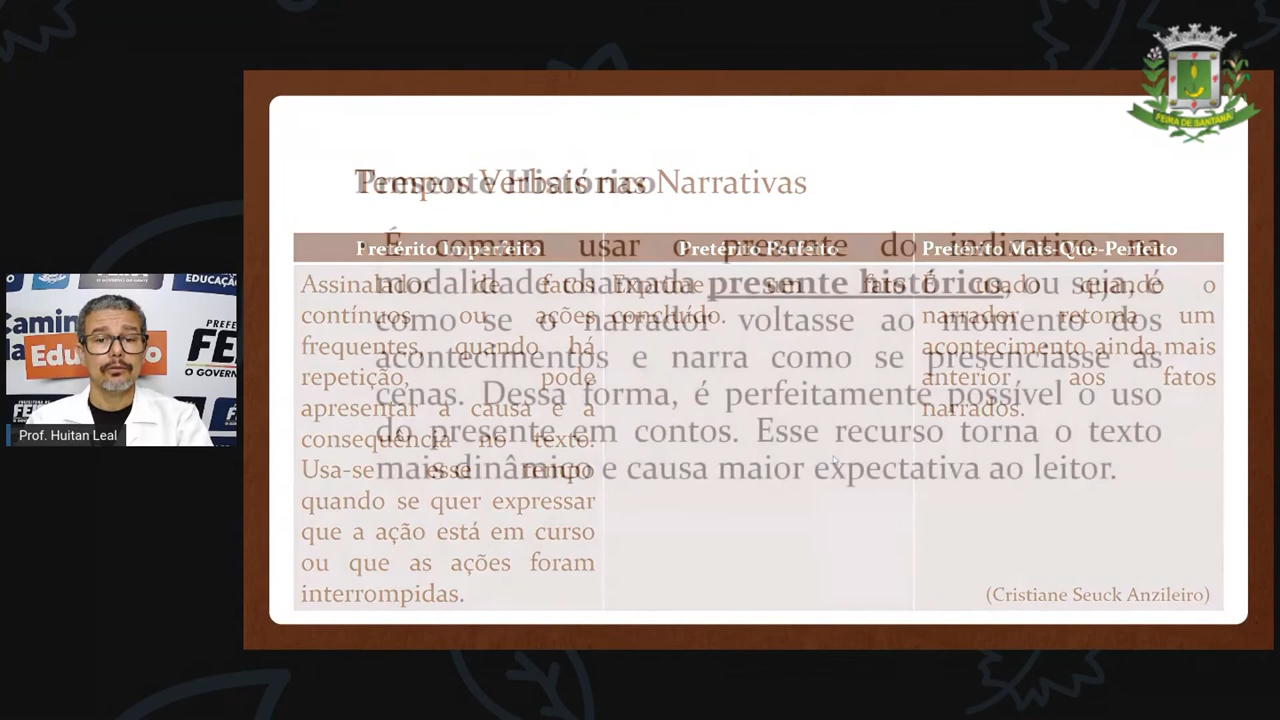 FEIRA DE SANTANA
Tempos Verbais nas Narrativas
Pretérito Imperfeito
Assinalador de fatos
contínuos ou ações
frequentes, quando há
repetição, pode
apresentar a causa e a
consequência no texto.
Usa-se esse tempo
quando se quer expressar
que a ação está em curso
ou que as ações foram
interrompidas.
Pretérito Perfeito
Exprime um fato
concluído.
Pretérito Mais-Que-Perfeito
É usado quando o
narrador retoma um
acontecimento ainda mais
anterior aos fatos
narrados.
(Cristiane Seuck Anzileiro)
Presente Histórico
• É comum usar o presente do indicativo na
modalidade chamada presente histórico, ou seja, é
como se o narrador voltasse ao momento dos
acontecimentos e narra como se presenciasse as
cenas. Dessa forma, é perfeitamente possível o uso
do presente em contos. Esse recurso torna o texto
mais dinâmico e causa maior expectativa ao leitor.
EDUCAÇÃO
PREFE
FE
O GOVERNO
Prof. Huitan Leal